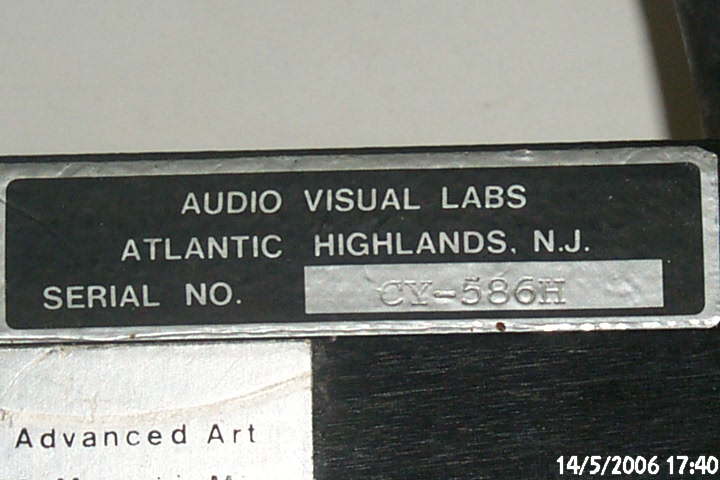 AUDIO VISUAL LABS
ATLANTIC HIGHLANDS, N.J.
SERIAL NO. CY-586H
Advanced Art
14/5/2006 17:40